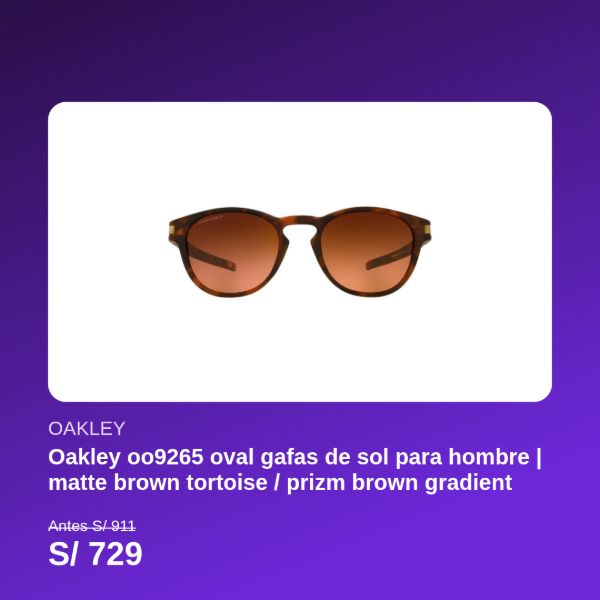 OAKLEY
Oakley oo9265 oval gafas de sol para hombre |
matte brown tortoise / prizm brown gradient
Antes S/ 911
S/ 729